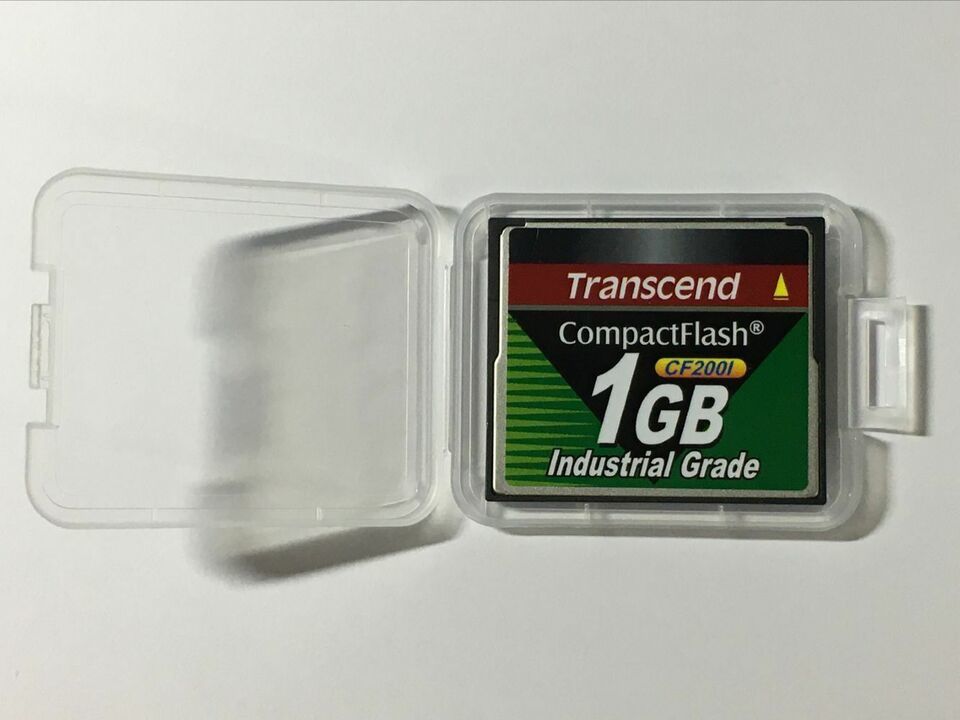 Transcend
CompactFlash®
CF200I
1GB
Industrial Grade